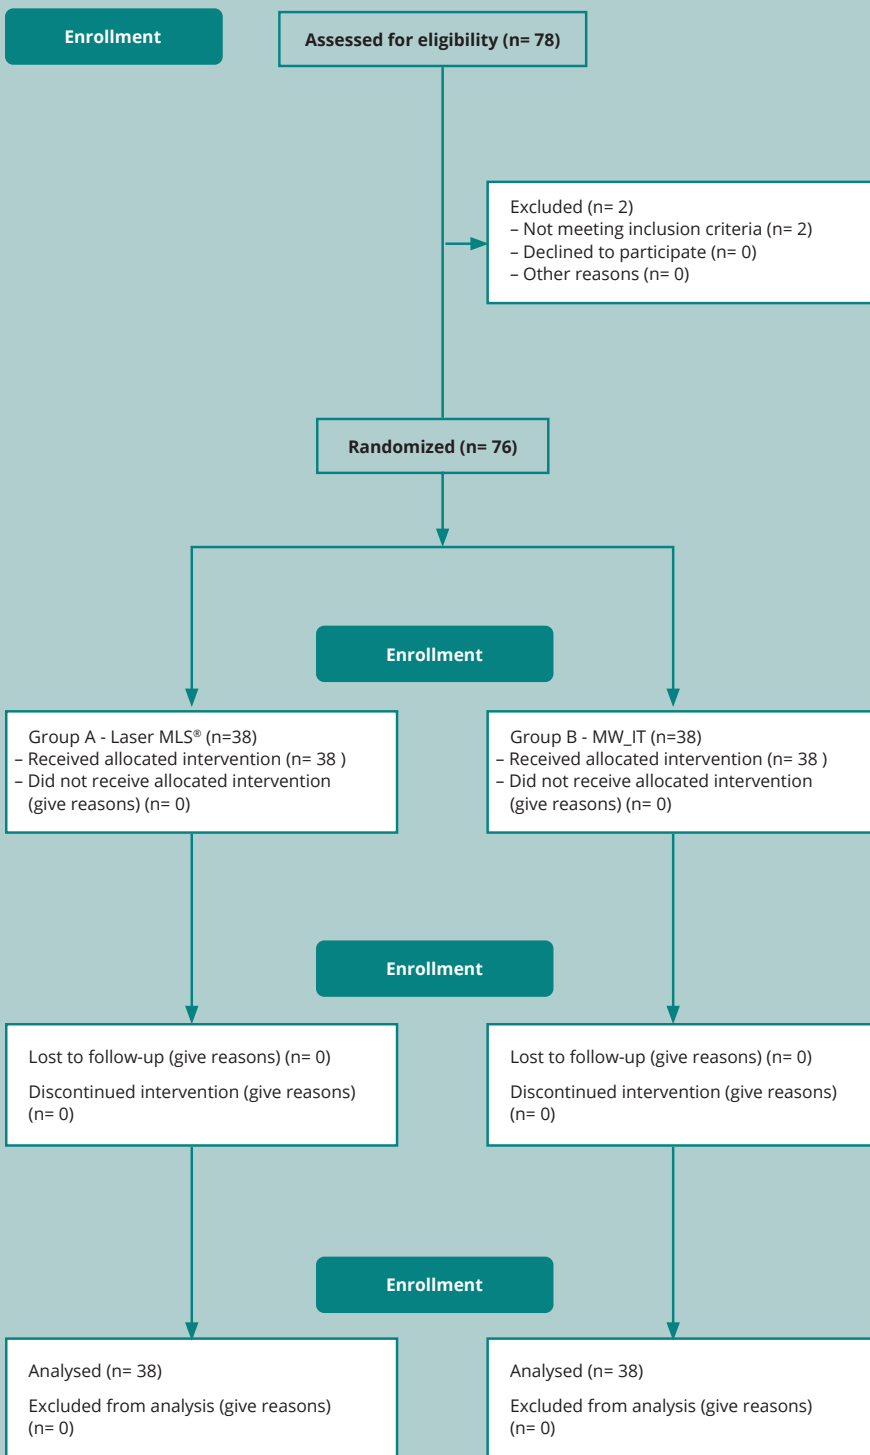 Enrollment
Assessed for eligibility (n= 78)
Excluded (n= 2)
– Not meeting inclusion criteria (n= 2)
– Declined to participate (n= 0)
– Other reasons (n= 0)
Randomized (n= 76)
Enrollment
Group A - Laser MLS® (n=38)
– Received allocated intervention (n= 38 )
– Did not receive allocated intervention
(give reasons) (n= 0)
Group B - MW_IT (n=38)
– Received allocated intervention (n= 38 )
– Did not receive allocated intervention
(give reasons) (n= 0)
Enrollment
Lost to follow-up (give reasons) (n= 0)
Discontinued intervention (give reasons)
(n= 0)
Lost to follow-up (give reasons) (n= 0)
Discontinued intervention (give reasons)
(n= 0)
Enrollment
Analysed (n= 38)
Excluded from analysis (give reasons)
(n= 0)
Analysed (n= 38)
Excluded from analysis (give reasons)
(n= 0)